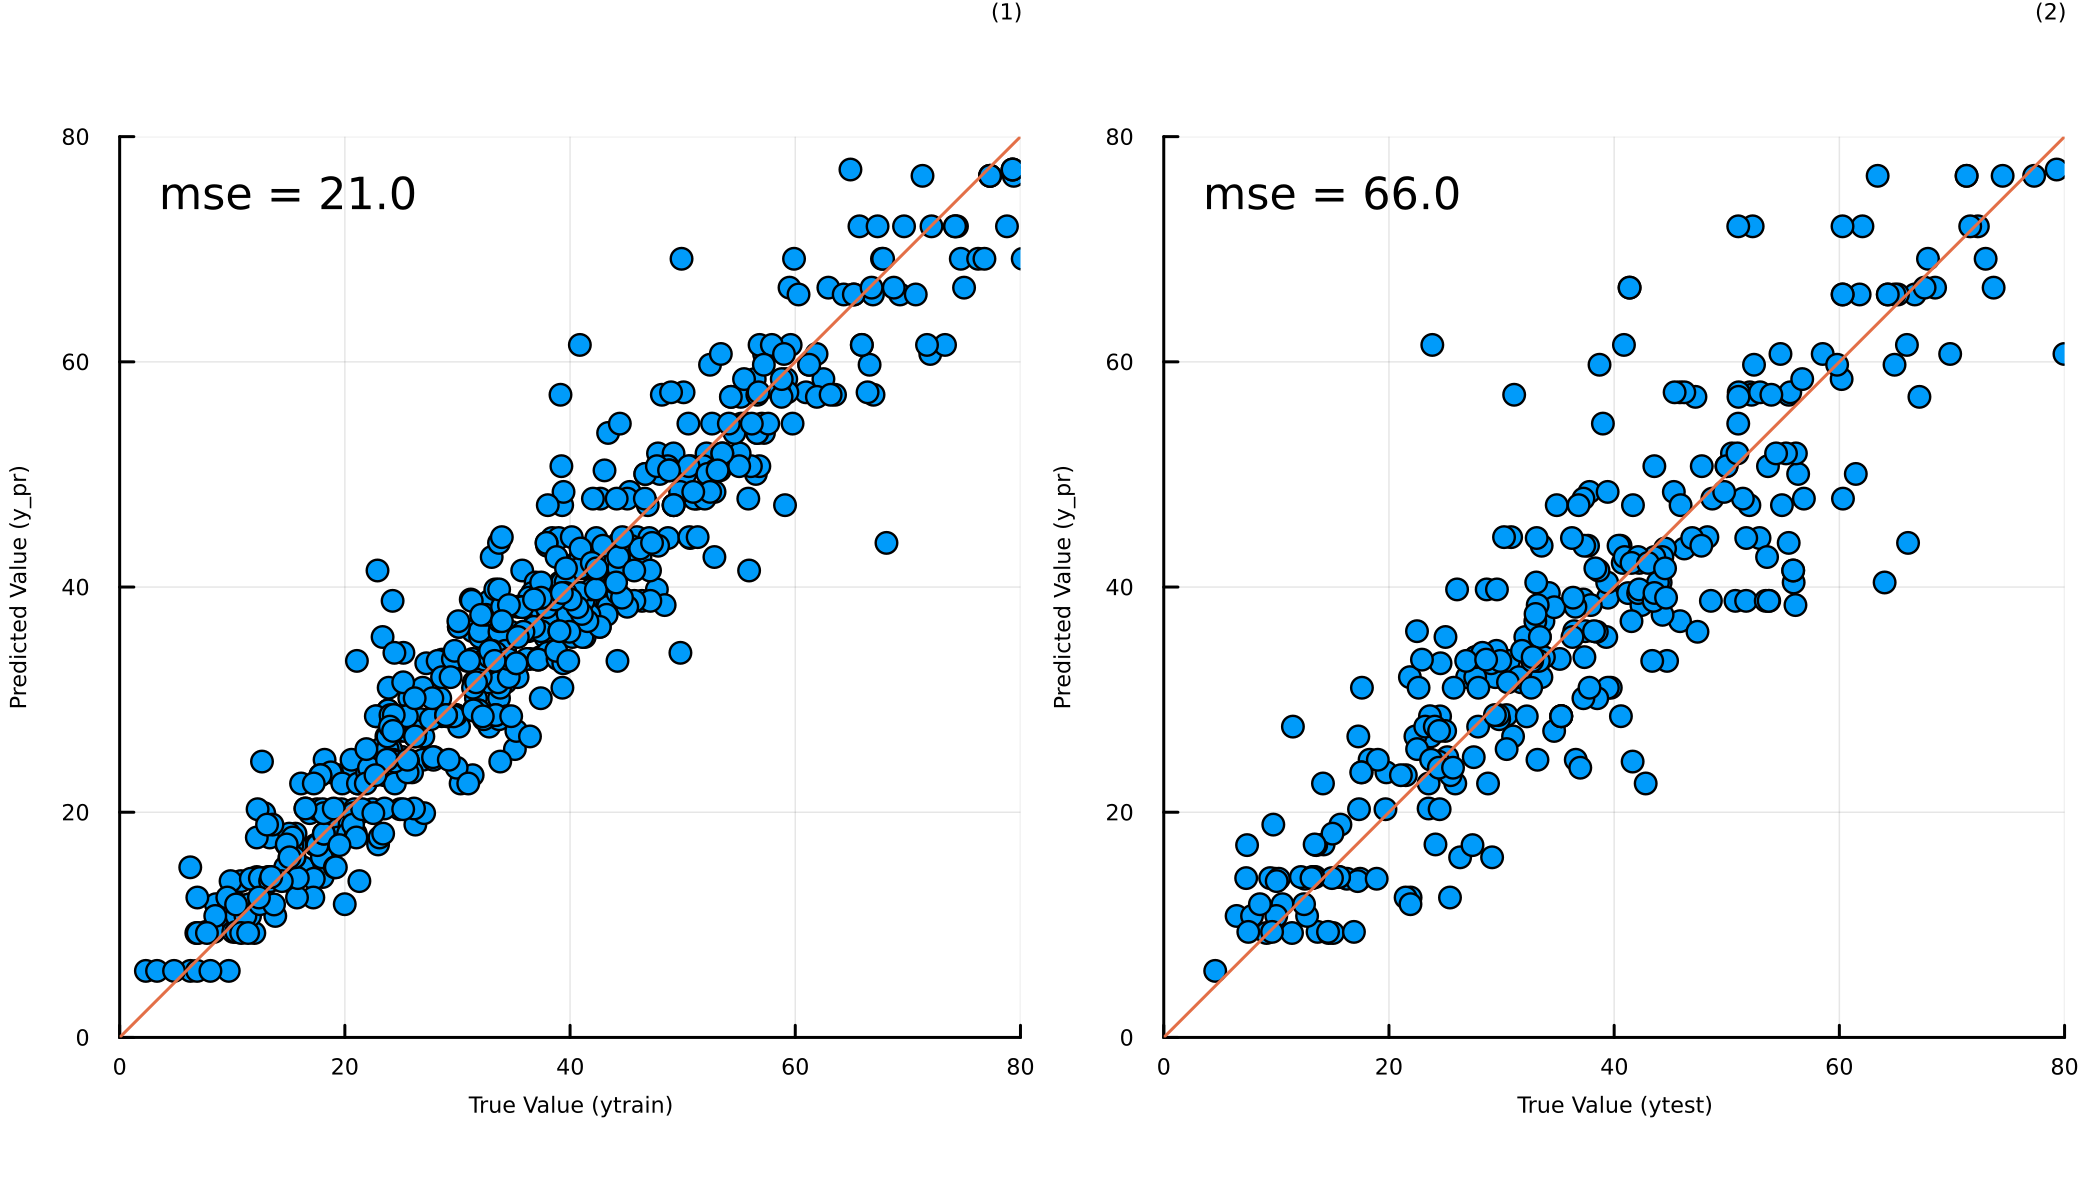 (1)
mse = 21.0
Predicted Value (y_pr)
80
60
40
20
0
0 20 40 60 80
True Value (ytrain)
(2)
mse = 66.0
Predicted Value (y_pr)
80
60
40
20
0
0 20 40 60 80
True Value (ytest)